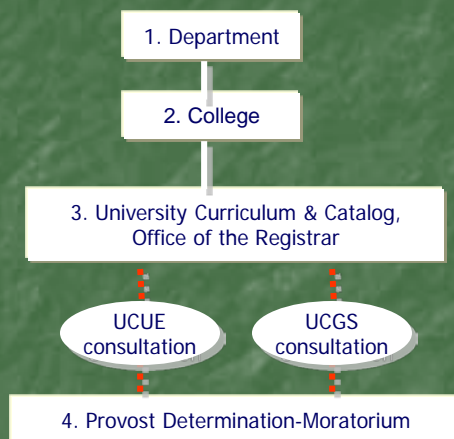 1. Department
2. College
3. University Curriculum & Catalog,
Office of the Registrar
UCUE
consultation
UCGS
consultation
4. Provost Determination-Moratorium